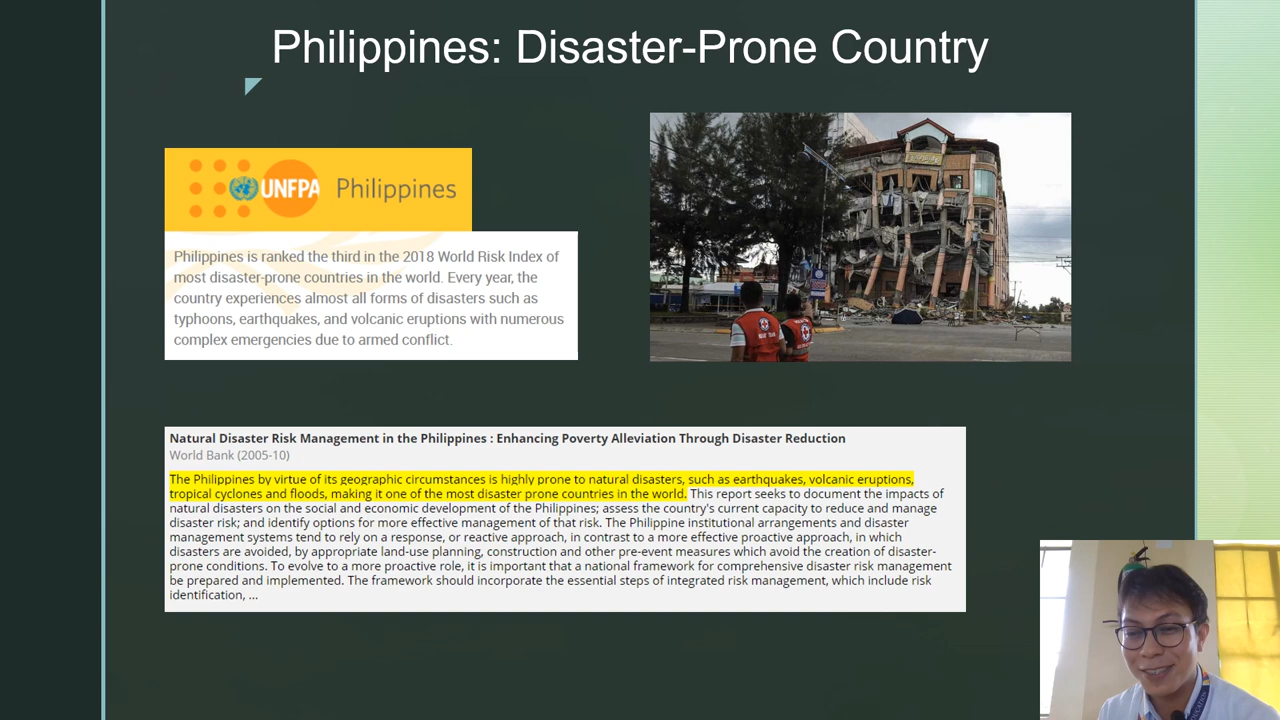 Philippines: Disaster-Prone Country
UNFPA Philippines
Philippines is ranked the third in the 2018 World Risk Index of
most disaster-prone countries in the world. Every year, the
country experiences almost all forms of disasters such as
typhoons, earthquakes, and volcanic eruptions with numerous
complex emergencies due to armed conflict.
Natural Disaster Risk Management in the Philippines : Enhancing Poverty Alleviation Through Disaster Reduction
World Bank (2005-10)
The Philippines by virtue of its geographic circumstances is highly prone to natural disasters, such as earthquakes, volcanic eruptions,
tropical cyclones and floods, making it one of the most disaster prone countries in the world. This report seeks to document the impacts of
natural disasters on the social and economic development of the Philippines; assess the country's current capacity to reduce and manage
disaster risk; and identify options for more effective management of that risk. The Philippine institutional arrangements and disaster
management systems tend to rely on a response, or reactive approach, in contrast to a more effective proactive approach, in which
disasters are avoided, by appropriate land-use planning, construction and other pre-event measures which avoid the creation of disaster-
prone conditions. To evolve to a more proactive role, it is important that a national framework for comprehensive disaster risk management
be prepared and implemented. The framework should incorporate the essential steps of integrated risk management, which include risk
identification, ...